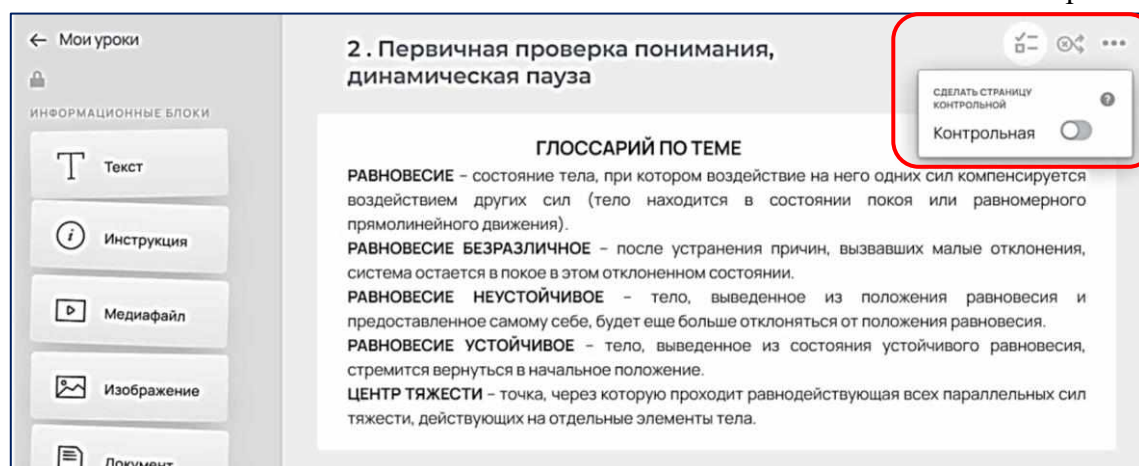 Мои уроки
ИНФОРМАЦИОННЫЕ БЛОКИ
Текст
Инструкция
Медиафайл
Изображение
Документ
2. Первичная проверка понимания,
динамическая пауза
СДЕЛАТЬ СТРАНИЦУ
КОНТРОЛЬНОЙ
Контрольная
ГЛОССАРИЙ ПО ТЕМЕ
РАВНОВЕСИЕ – состояние тела, при котором воздействие на него одних сил компенсируется
воздействием других сил (тело находится в состоянии покоя или равномерного
прямолинейного движения).
РАВНОВЕСИЕ БЕЗРАЗЛИЧНОЕ – после устранения причин, вызвавших малые отклонения,
система остается в покое в этом отклоненном состоянии.
РАВНОВЕСИЕ НЕУСТОЙЧИВОЕ – тело, выведенное из положения равновесия и
предоставленное самому себе, будет еще больше отклоняться от положения равновесия.
РАВНОВЕСИЕ УСТОЙЧИВОЕ – тело, выведенное из состояния устойчивого равновесия,
стремится вернуться в начальное положение.
ЦЕНТР ТЯЖЕСТИ – точка, через которую проходит равнодействующая всех параллельных сил
тяжести, действующих на отдельные элементы тела.